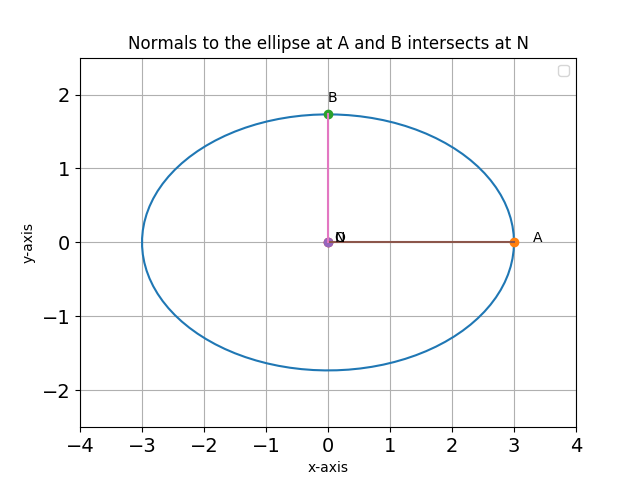 Normals to the ellipse at A and B intersects at N
B
2
1
0
−1
−2
A
y-axis
−4 −3 −2 −1 0 1 2 3 4
x-axis